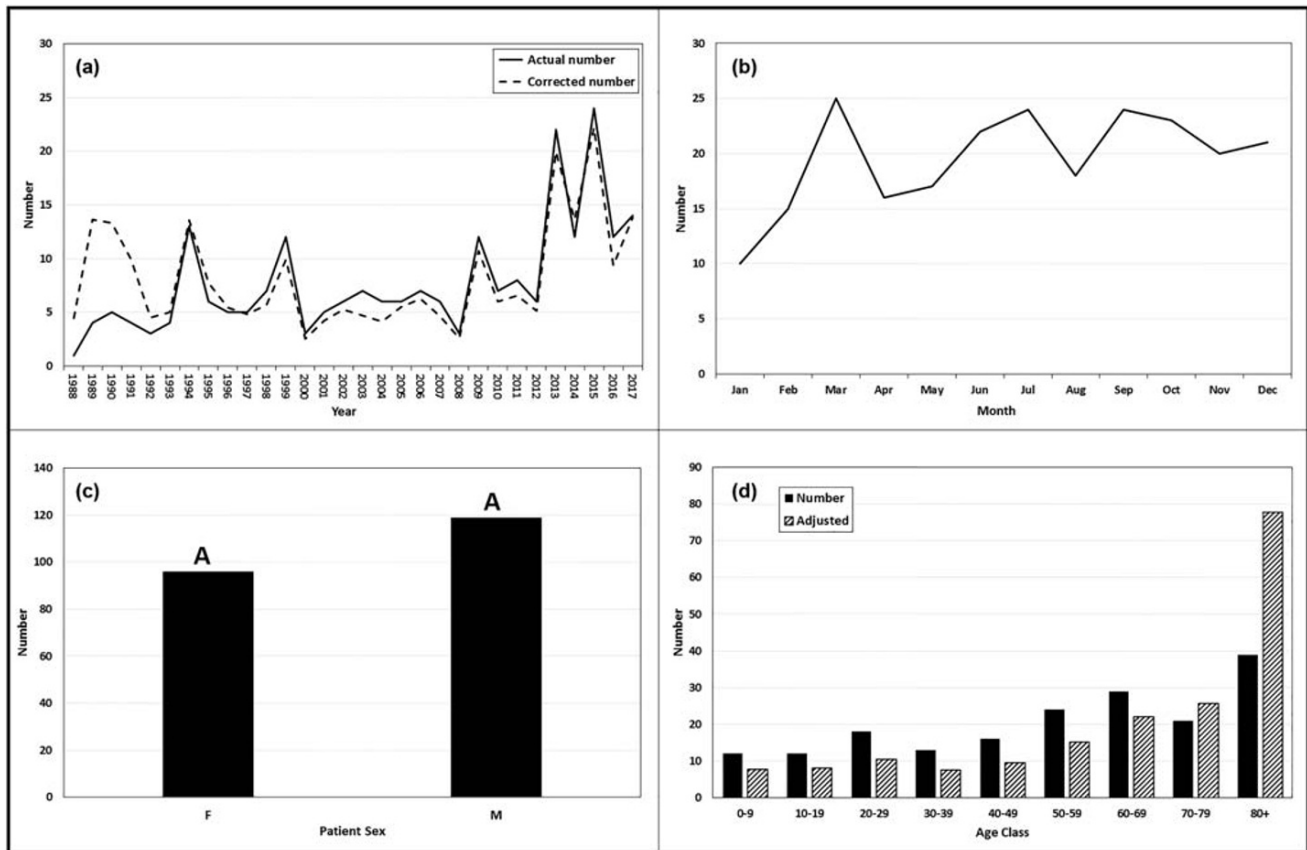 (a)
Actual number
Corrected number
30
25
20
15
10
5
0
Number
1988 1989 1990 1991 1992 1993 1994 1995 1996 1997 1998 1999 2000 2001 2002 2003 2004 2005 2006 2007 2008 2009 2010 2011 2012 2013 2014 2015 2016 2017
Year
(b)
30
25
20
15
10
5
0
Number
Jan Feb Mar Apr May Jun Jul Aug Sep Oct Nov Dec
Month
(c)
140
120
100
80
60
40
20
0
Number
A
A
F M
Patient Sex
(d)
Number
Adjusted
90
80
70
60
50
40
30
20
10
0
Number
0-9 10-19 20-29 30-39 40-49 50-59 60-69 70-79 80+
Age Class